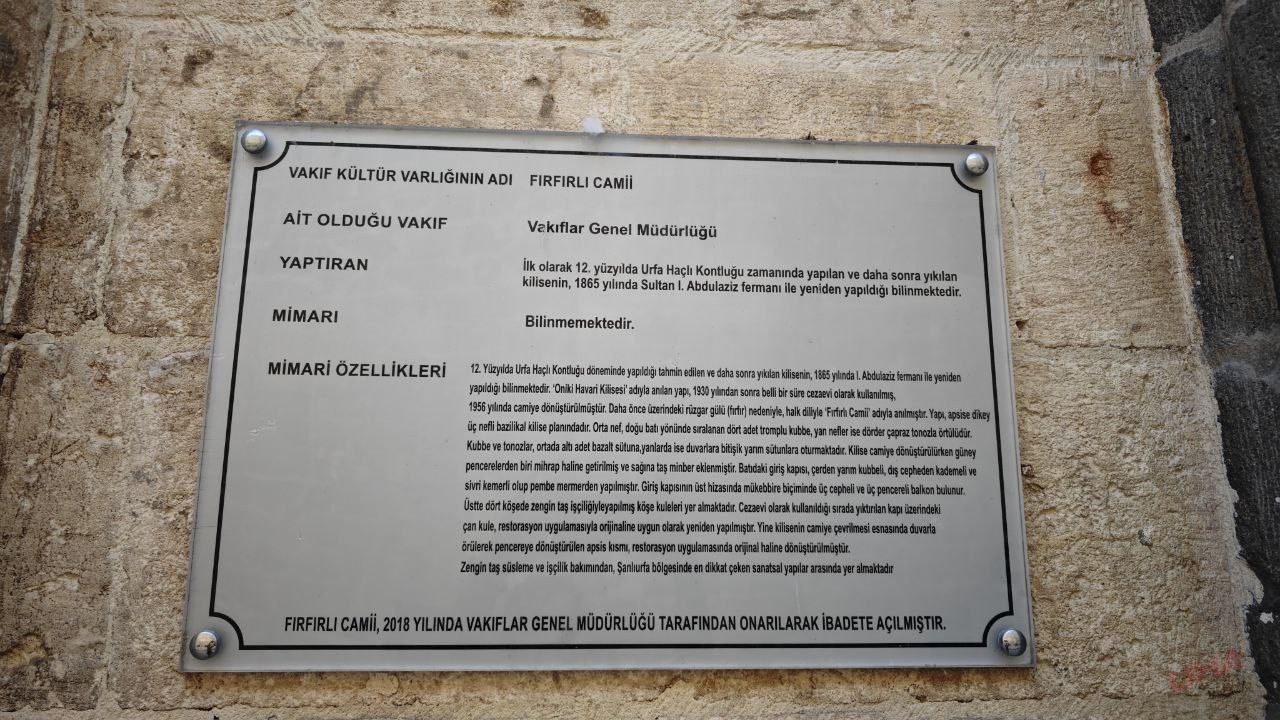 VAKIF KÜLTÜR VARLIĞININ ADI FIRFIRLI CAMİİ
AİT OLDUĞU VAKIF Vakıflar Genel Müdürlüğü
YAPTIRAN İlk olarak 12. yüzyılda Urfa Haçlı Kontluğu zamanında yapılan ve daha sonra yıkılan
kilisenin, 1865 yılında Sultan I. Abdulaziz fermanı ile yeniden yapıldığı bilinmektedir.
MİMARI Bilinmemektedir.
MİMARİ ÖZELLİKLERİ 12. Yüzyılda Urfa Haçlı Kontluğu döneminde yapıldığı tahmin edilen ve daha sonra yıkılan kilisenin, 1865 yılında I. Abdulaziz fermanı ile yeniden
yapıldığı bilinmektedir. 'Oniki Havari Kilisesi' adıyla anılan yapı, 1930 yılından sonra belli bir süre cezaevi olarak kullanılmış,
1956 yılında camiye dönüştürülmüştür. Daha önce üzerindeki rüzgar gülü (fırfır) nedeniyle, halk diliyle 'Fırfırlı Camii' adıyla anılmıştır. Yapı, apsise dikey
üç nefli bazilikal kilise planındadır. Orta nef, doğu batı yönünde sıralanan dört adet tromplu kubbe, yan nefler ise dörder çapraz tonozla örtülüdür.
Kubbe ve tonozlar, ortada altı adet bazalt sütuna,yanlarda ise duvarlara bitişik yarım sütunlara oturmaktadır. Kilise camiye dönüştürülürken güney
pencerelerden biri mihrap haline getirilmiş ve sağına taş minber eklenmiştir. Batıdaki giriş kapısı, çerden yarım kubbeli, dış cepheden kademeli ve
sivri kemerli olup pembe mermerden yapılmıştır. Giriş kapısının üst hizasında mükebbire biçiminde üç cepheli ve üç pencereli balkon bulunur.
Üstte dört köşede zengin taş işçiliğiyleyapılmış köşe kuleleri yer almaktadır. Cezaevi olarak kullanıldığı sırada yıktırılan kapı üzerindeki
çan kule, restorasyon uygulamasıyla orijinaline uygun olarak yeniden yapılmıştır. Yine kilisenin camiye çevrilmesi esnasında duvarla
örülerek pencereye dönüştürülen apsis kısmı, restorasyon uygulamasında orijinal haline dönüştürülmüştür.
Zengin taş süsleme ve işçilik bakımından, Şanlıurfa bölgesinde en dikkat çeken sanatsal yapılar arasında yer almaktadır
FIRFIRLI CAMİİ, 2018 YILINDA VAKIFLAR GENEL MÜDÜRLÜĞÜ TARAFINDAN ONARILARAK İBADETE AÇILMIŞTIR.